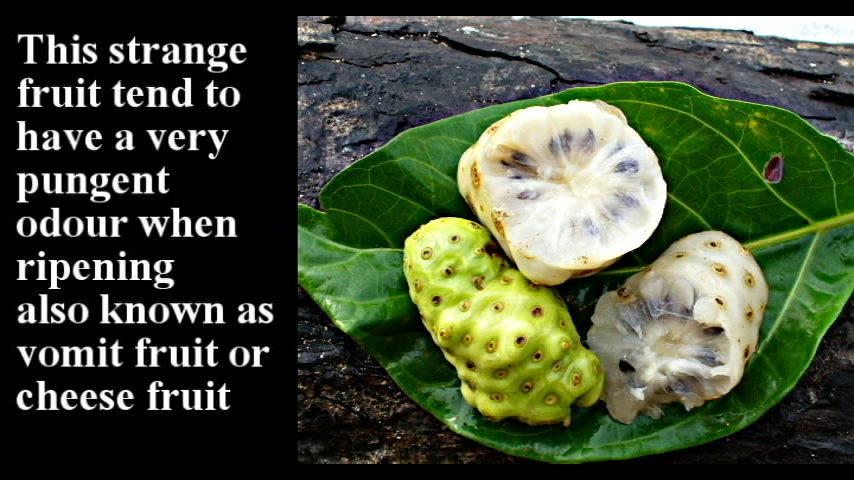 This strange
fruit tend to
have a very
pungent
odour when
ripening
also known as
vomit fruit or
cheese fruit